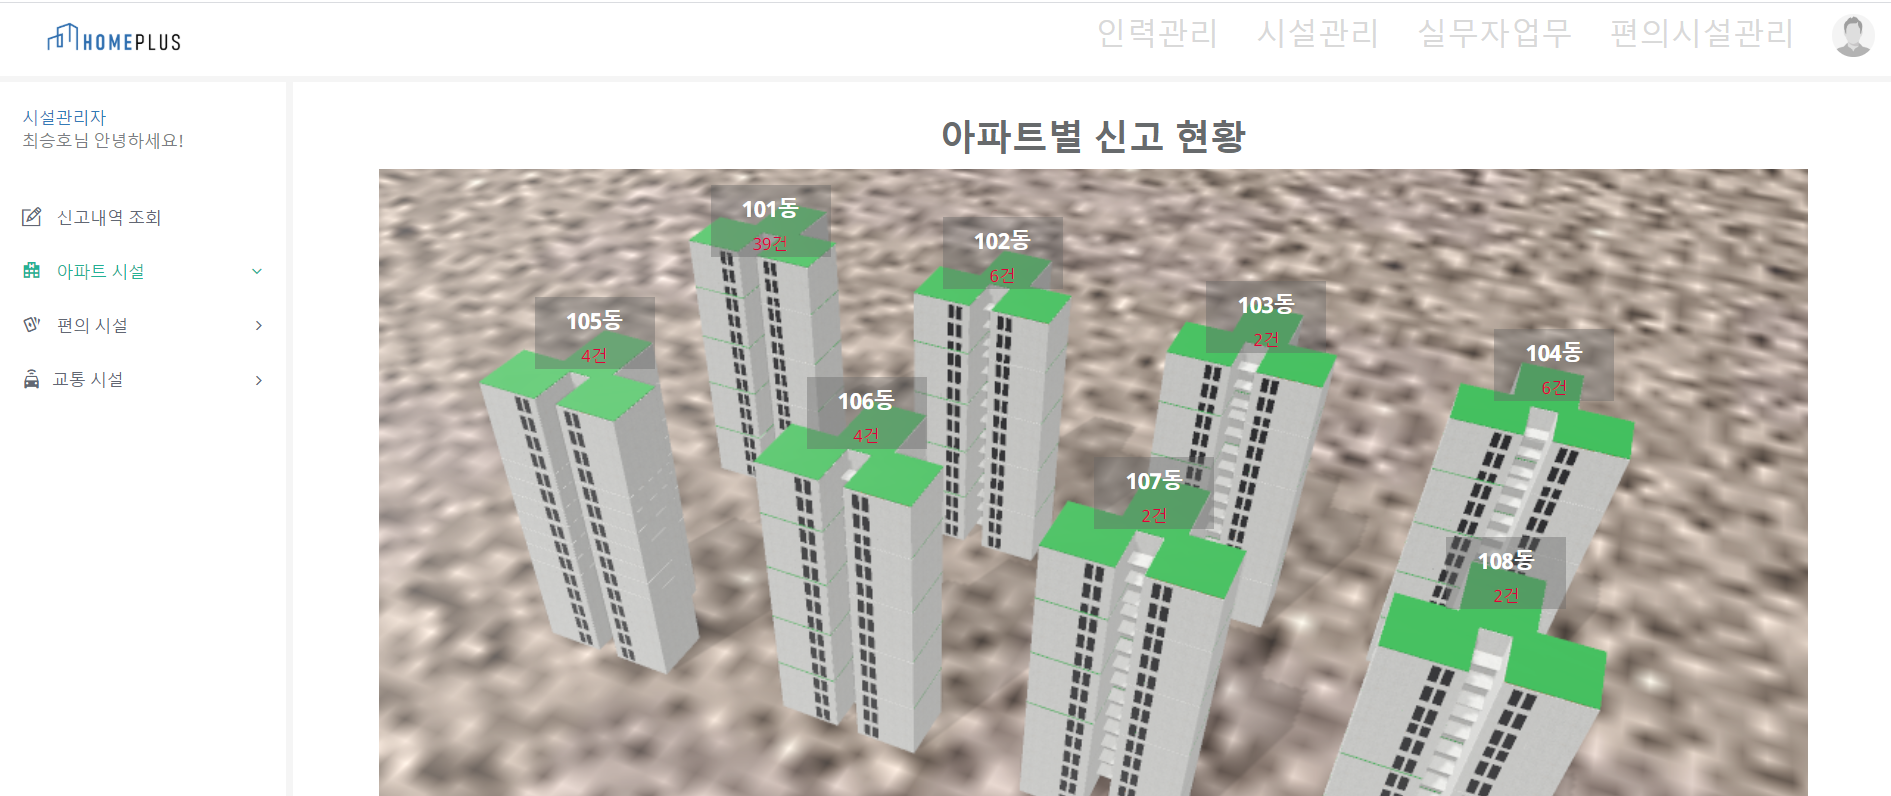 HOMEPLUS
인력관리 시설관리 실무자업무 편의시설관리
시설관리자
최승호님 안녕하세요!
신고내역 조회
아파트 시설
편의 시설
교통 시설
아파트별 신고 현황
101동
39건
102동
6건
103동
2건
104동
6건
105동
4건
106동
4건
107동
2건
108동
2건